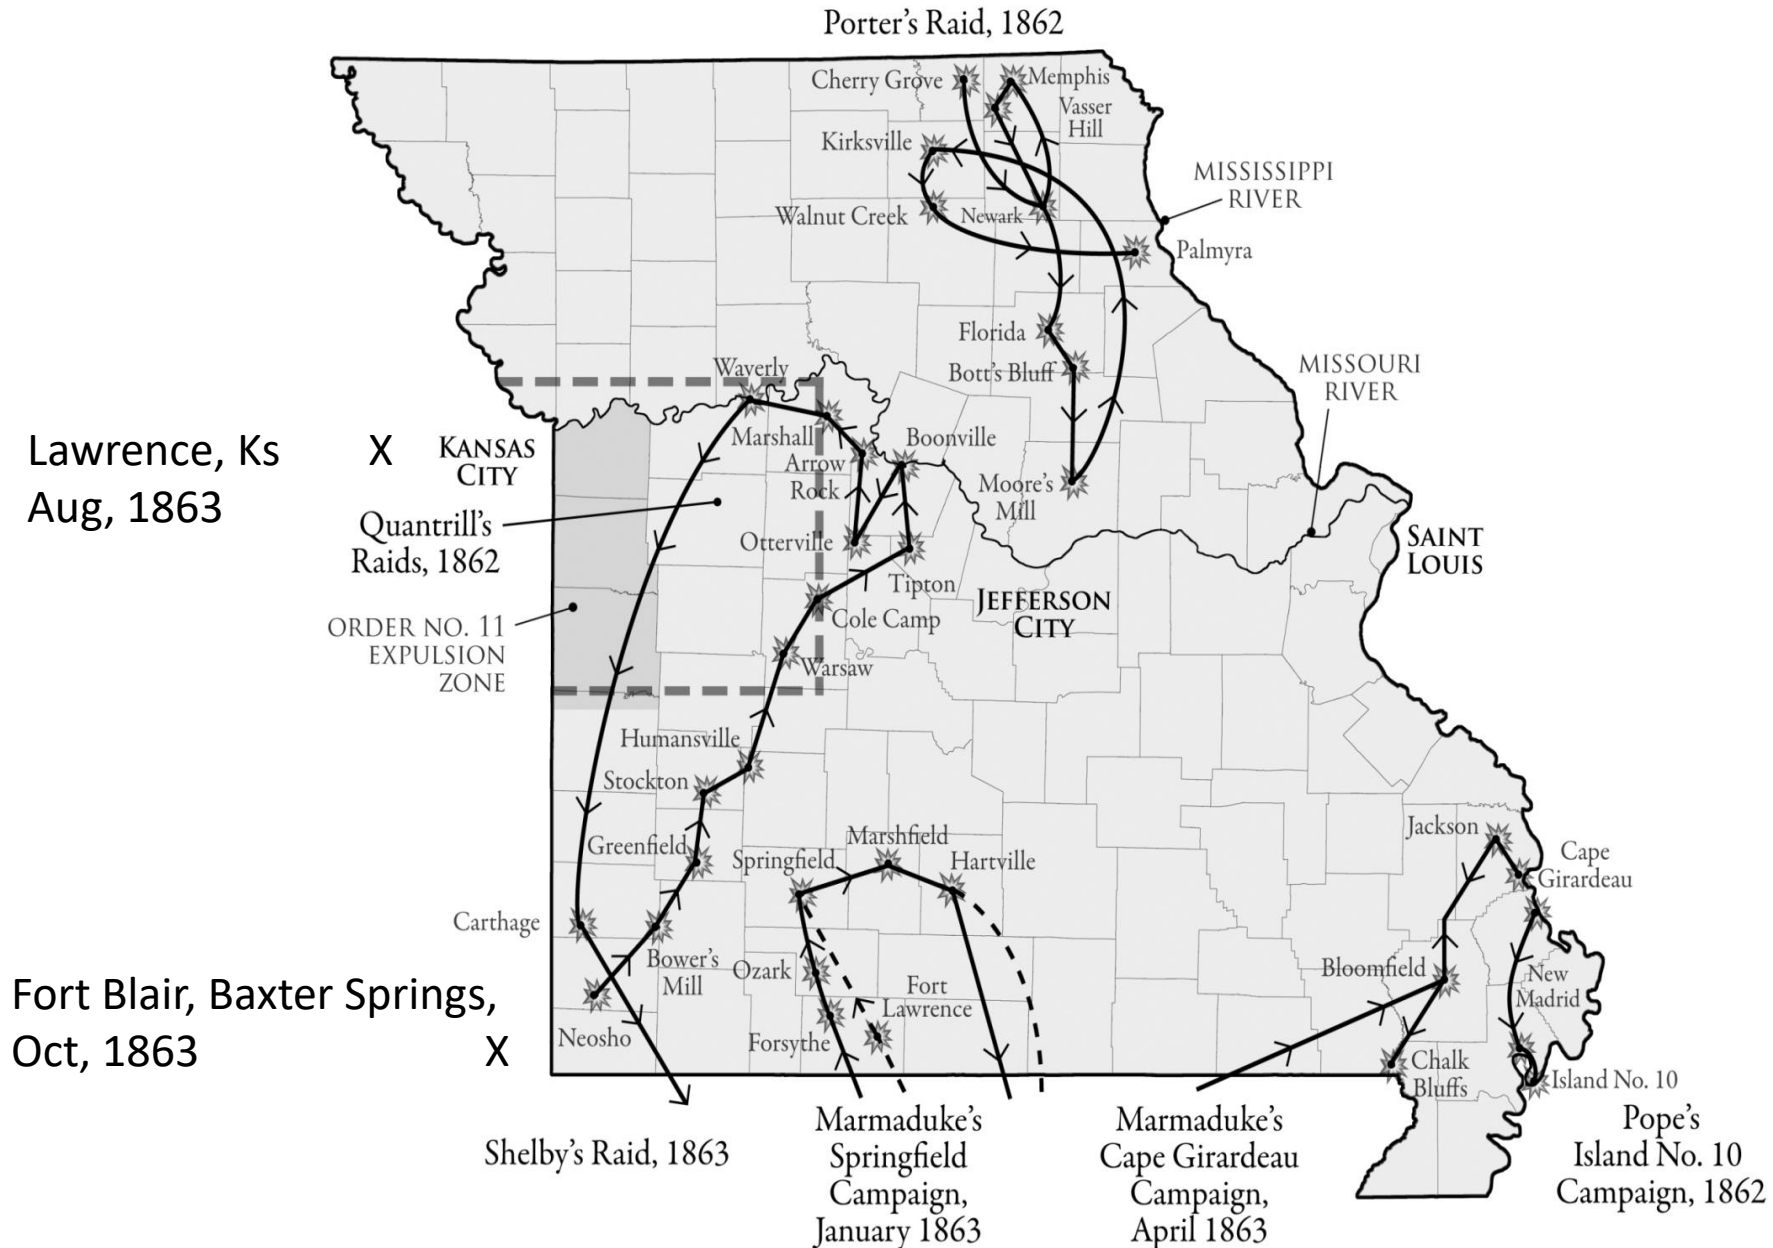 Porter's Raid, 1862
Cherry Grove
Memphis
Vasser
Hill
Kirksville
MISSISSIPPI
RIVER
Walnut Creek
Newark
Palmyra
Florida
Bott's Bluff
MISSOURI
RIVER
Waverly
Lawrence, Ks X
Aug, 1863
KANSAS
CITY
Marshall
Arrow
Rock
Boonville
Moore's
Mill
Quantrill's
Raids, 1862
Otterville
Tipton
SAINT
LOUIS
JEFFERSON
CITY
ORDER NO. 11
EXPULSION
ZONE
Cole Camp
Warsaw
Humansville
Stockton
Greenfield
Springfield
Marshfield
Hartville
Jackson
Cape
Girardeau
Carthage
Bower's
Mill
Ozark
Fort
Lawrence
Bloomfield
New
Madrid
Fort Blair, Baxter Springs,
Oct, 1863 X
Neosho
Forsythe
Chalk
Bluffs
Island No. 10
Shelby's Raid, 1863
Marmaduke's
Springfield
Campaign,
January 1863
Marmaduke's
Cape Girardeau
Campaign,
April 1863
Pope's
Island No. 10
Campaign, 1862